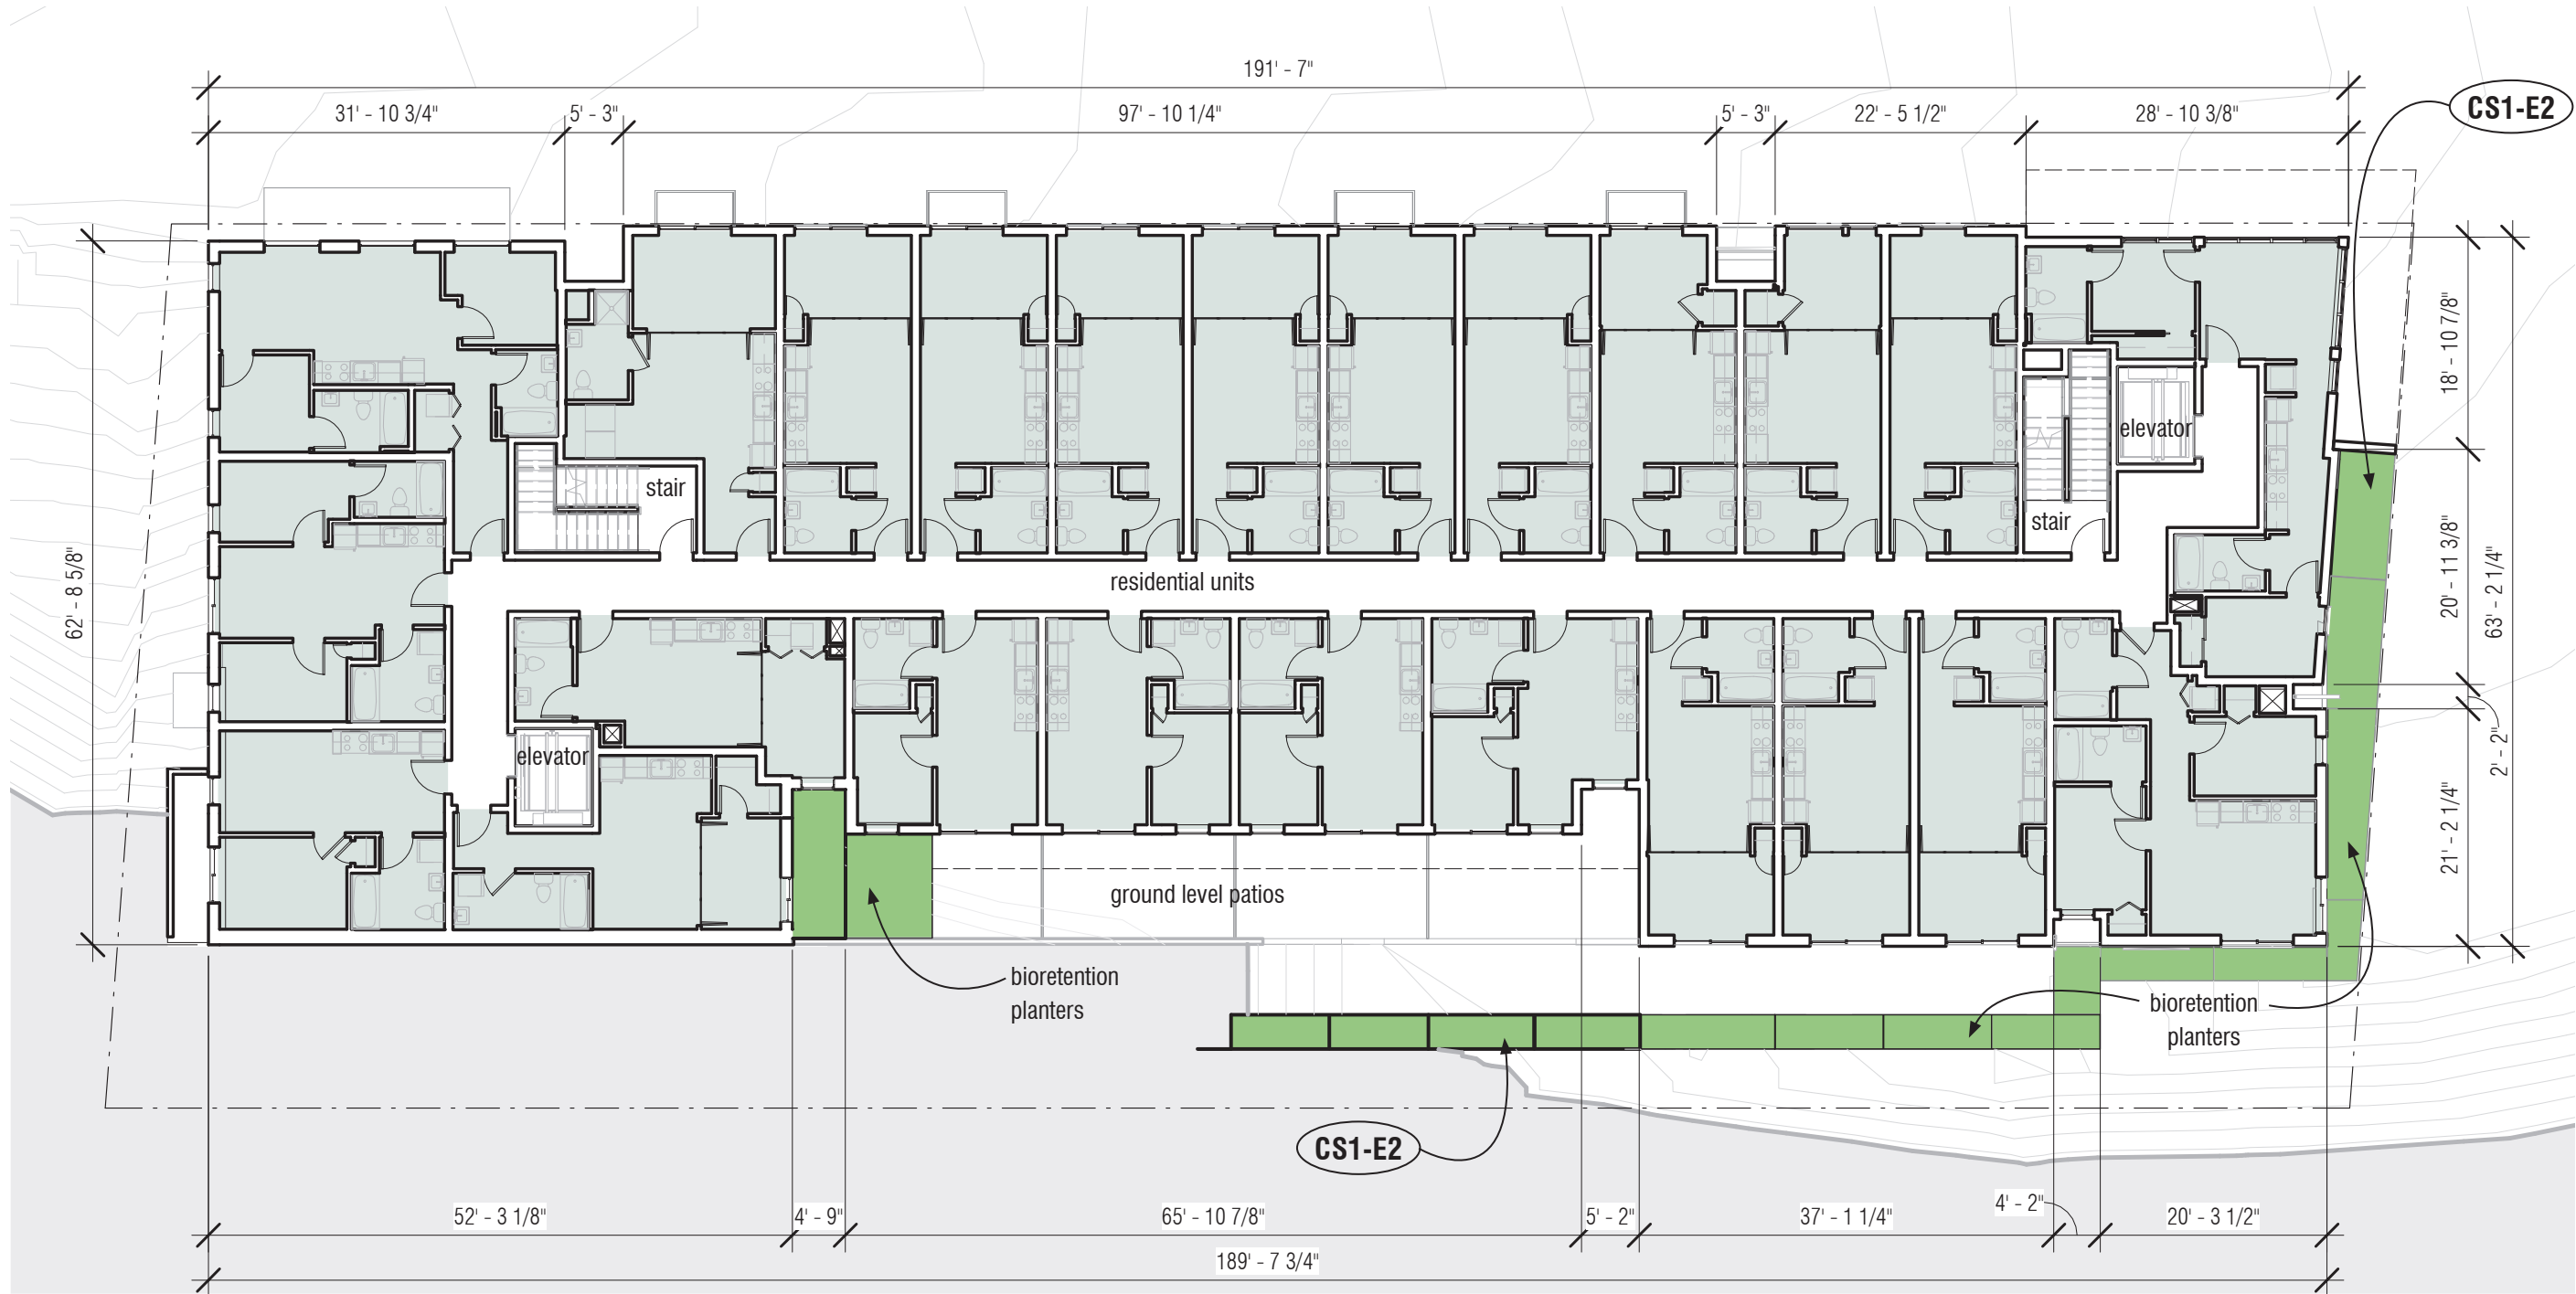 191' - 7"
31' - 10 3/4"
5' - 3"
97' - 10 1/4"
5' - 3"
22' - 5 1/2"
28' - 10 3/8"
CS1-E2
18' - 10 7/8"
elevator
stair
stair
62' - 8 5/8"
residential units
20' - 11 3/8"
63' - 2 1/4"
elevator
2' - 2"
21' - 2 1/4"
ground level patios
bioretention
planters
bioretention
planters
CS1-E2
52' - 3 1/8"
4' - 9"
65' - 10 7/8"
5' - 2"
37' - 1 1/4"
4' - 2"
20' - 3 1/2"
189' - 7 3/4"